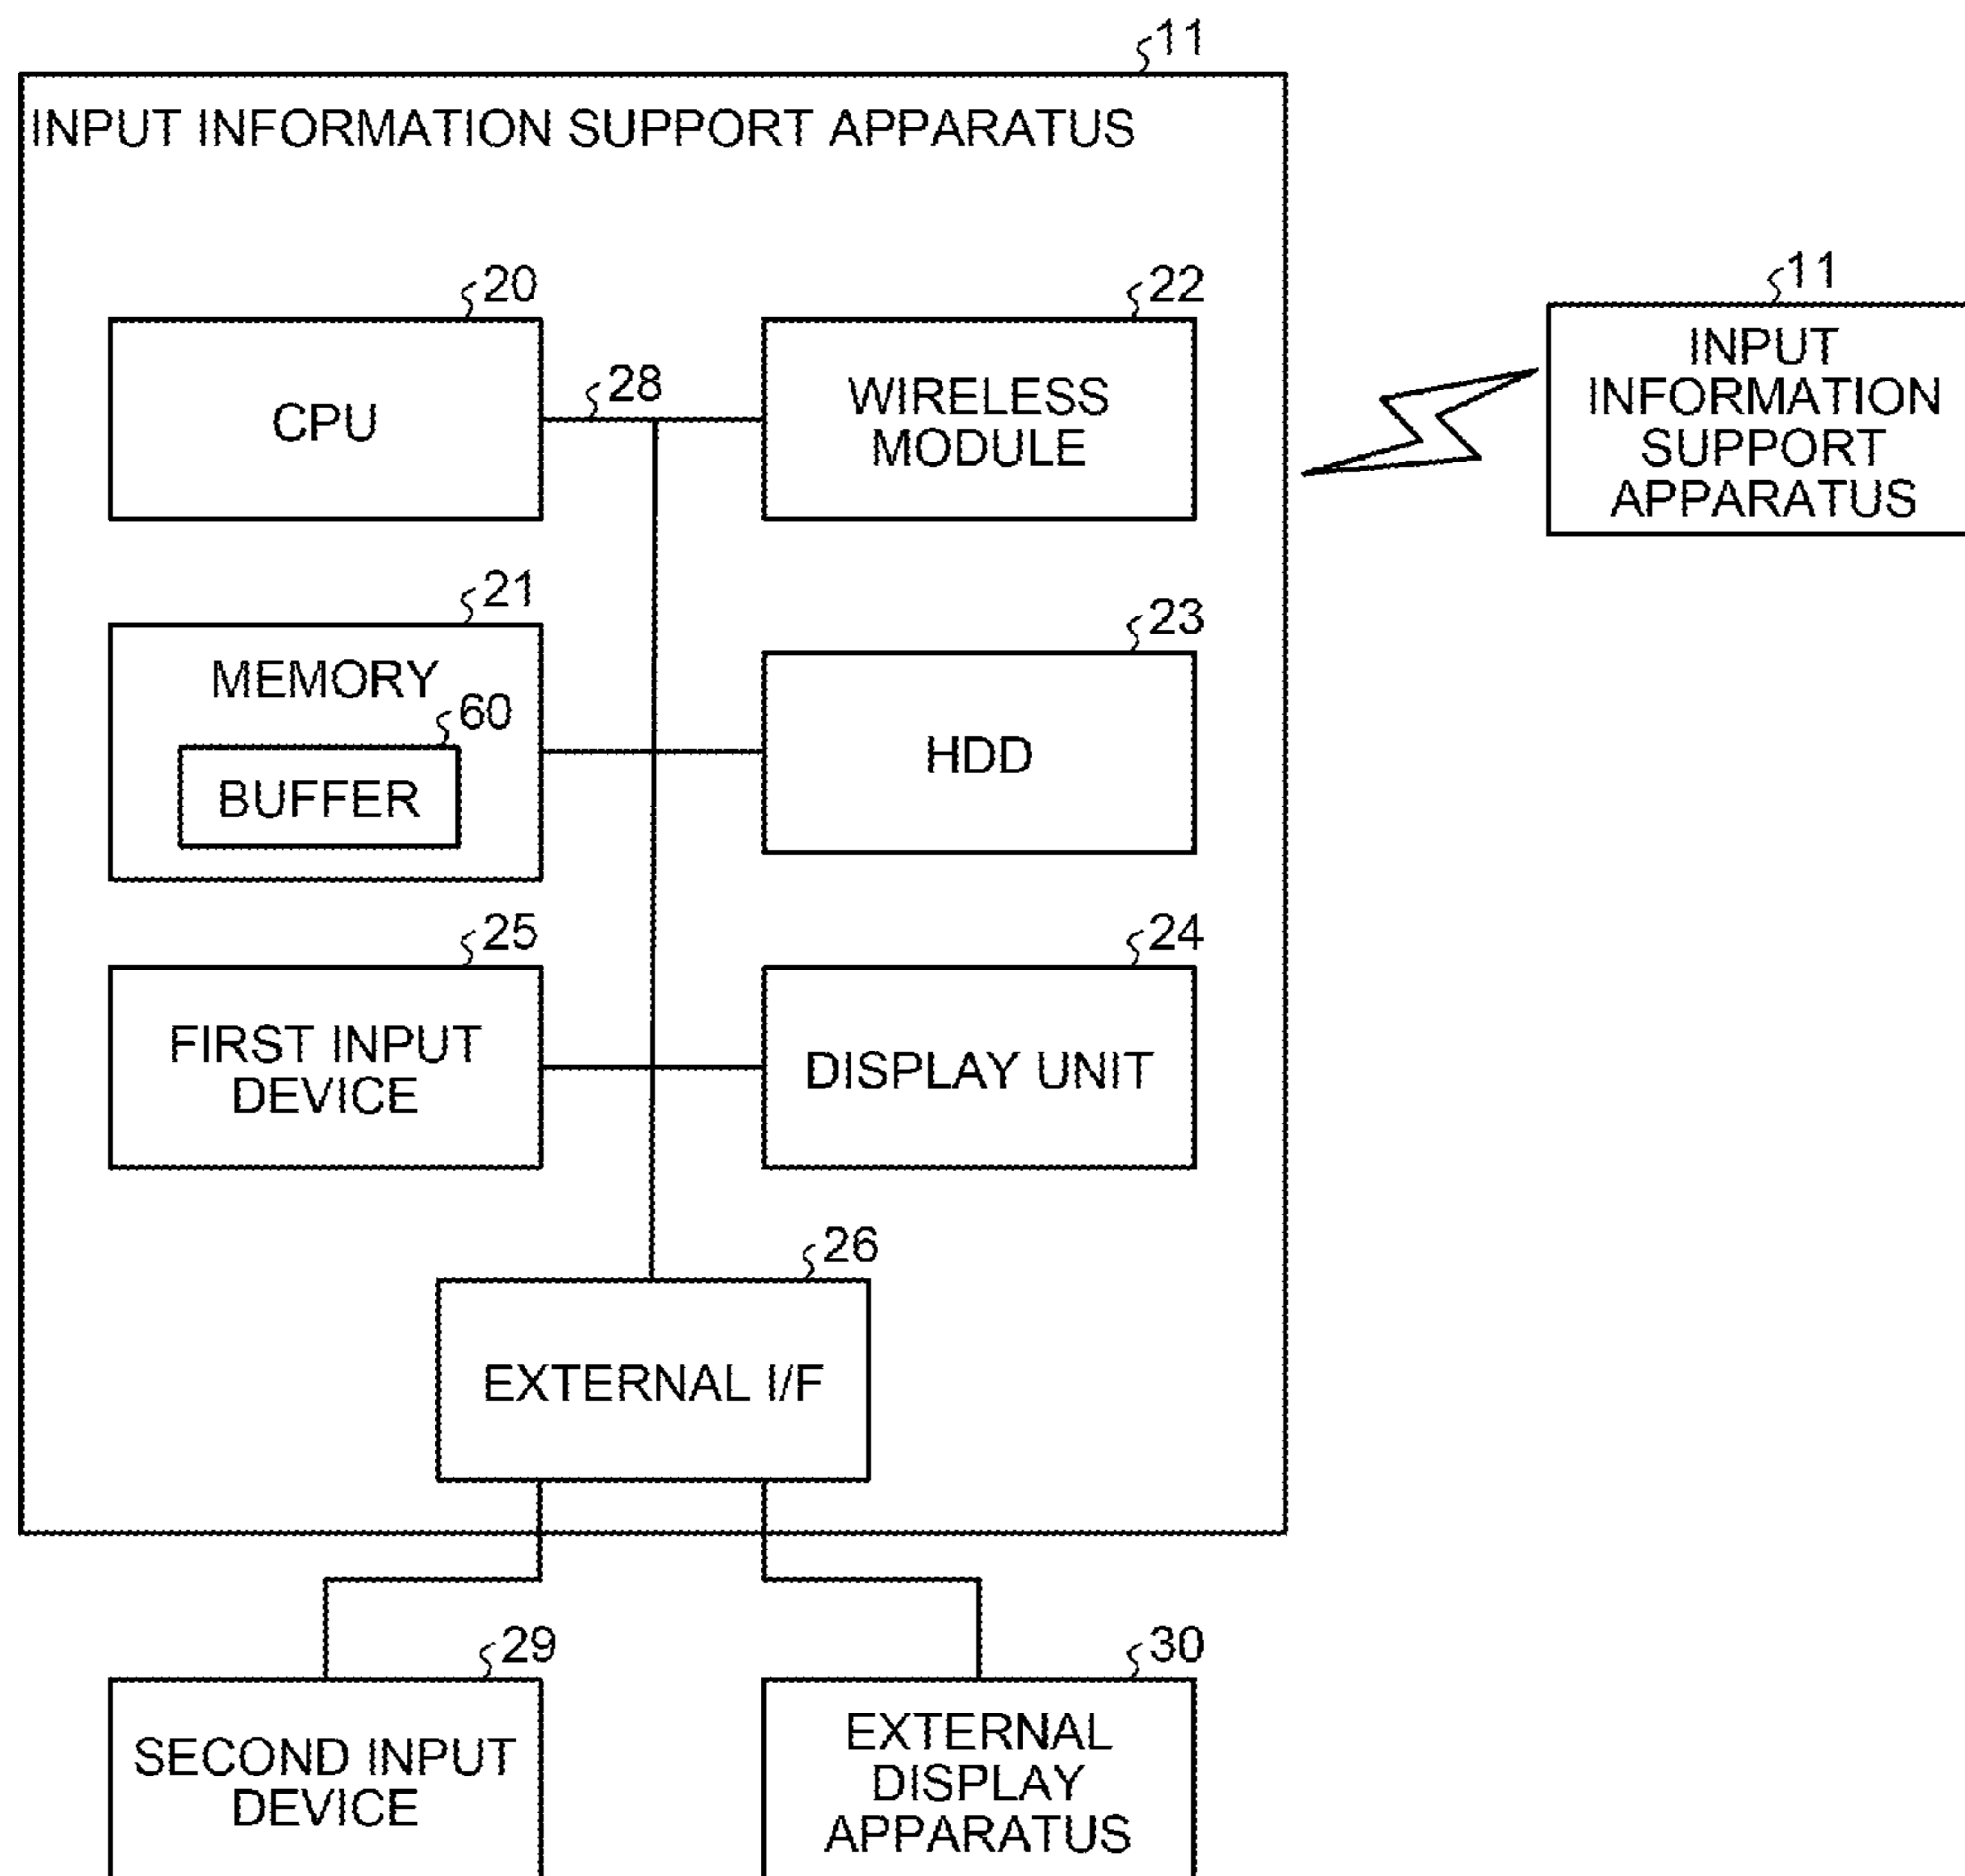 11
INPUT INFORMATION SUPPORT APPARATUS
20
22
11
CPU
28
WIRELESS
MODULE
INPUT
INFORMATION
SUPPORT
APPARATUS
21
23
MEMORY
60
BUFFER
HDD
25
24
FIRST INPUT
DEVICE
DISPLAY UNIT
26
EXTERNAL I/F
29
30
SECOND INPUT
DEVICE
EXTERNAL
DISPLAY
APPARATUS